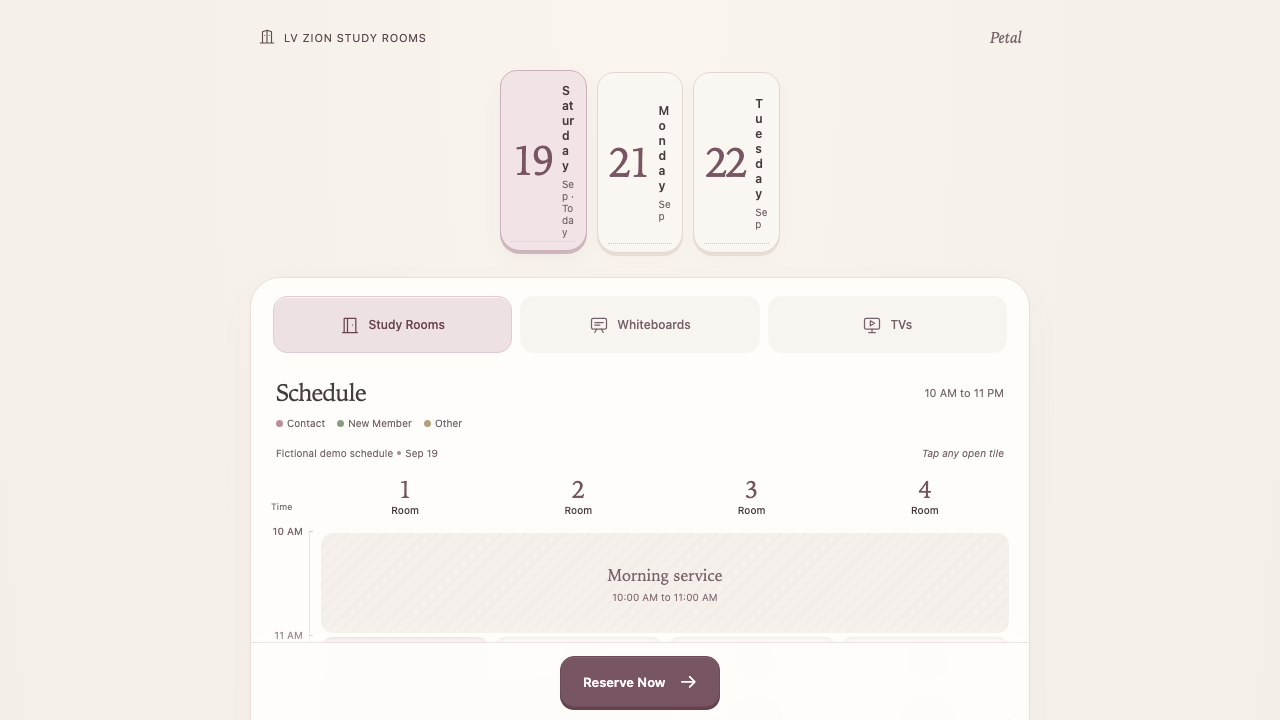 LV ZION STUDY ROOMS
Petal
19
Saturday
Sep · Today
21
Monday
Sep
22
Tuesday
Sep
Study Rooms
Whiteboards
TVs
Schedule
10 AM to 11 PM
Contact
New Member
Other
Fictional demo schedule • Sep 19
Tap any open tile
Time
1
Room
2
Room
3
Room
4
Room
10 AM
Morning service
10:00 AM to 11:00 AM
11 AM
Reserve Now →